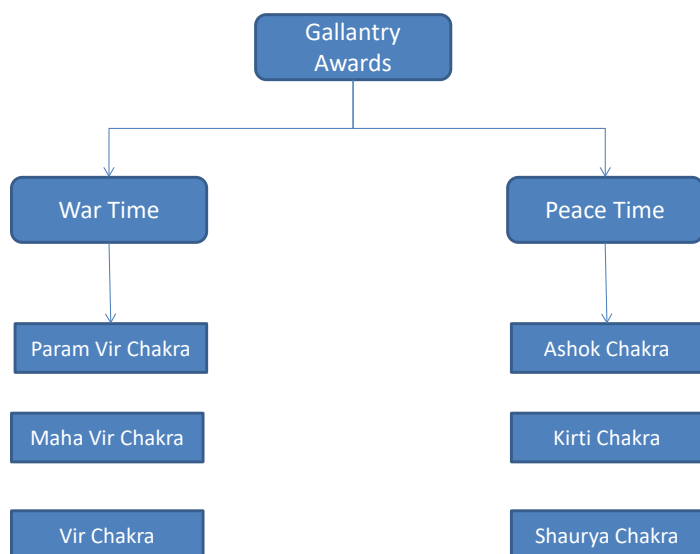 Gallantry
Awards
War Time
Peace Time
Param Vir Chakra
Ashok Chakra
Maha Vir Chakra
Kirti Chakra
Vir Chakra
Shaurya Chakra